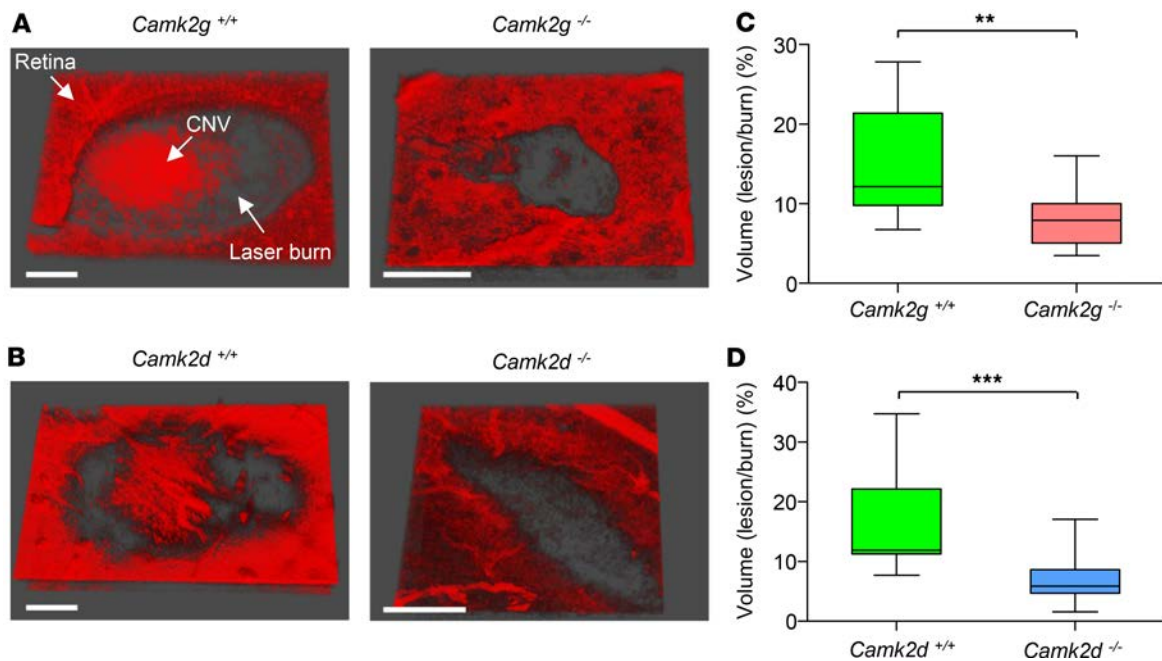 A
Camk2g +/+
Camk2g -/-
Retina
CNV
Laser burn
C
Volume (lesion/burn) (%)
30
20
10
0
**
Camk2g +/+
Camk2g -/-
B
Camk2d +/+
Camk2d -/-
D
Volume (lesion/burn) (%)
40
30
20
10
0
***
Camk2d +/+
Camk2d -/-